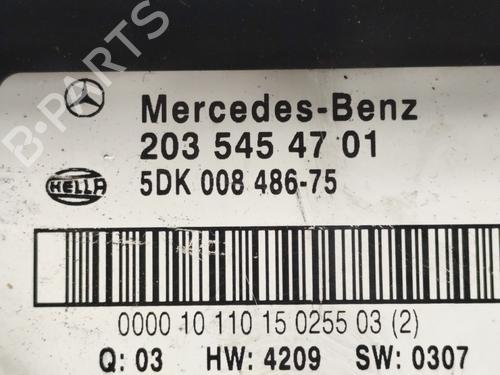 Mercedes-Benz
203 545 47 01
HELLA
5DK 008 486-75
0000 10 110 15 0255 03 (2)
Q: 03 HW: 4209 SW: 0307
B-PARTS